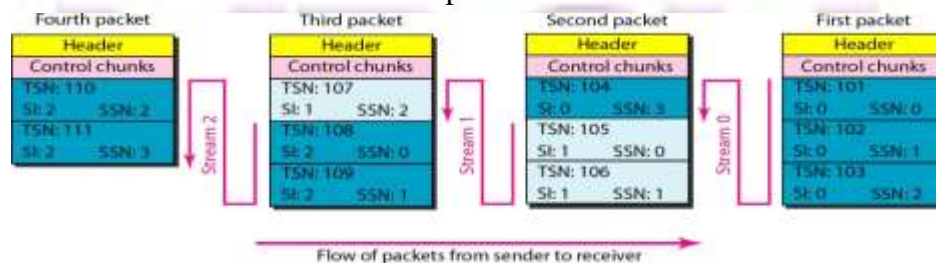 Fourth packet
Header
Control chunks
TSN: 110
SI: 2 SSN: 2
TSN: 111
SI: 2 SSN: 3
Stream 2
Third packet
Header
Control chunks
TSN: 107
SI: 1 SSN: 2
TSN: 108
SI: 2 SSN: 0
TSN: 109
SI: 2 SSN: 1
Stream 1
Second packet
Header
Control chunks
TSN: 104
SI: 0 SSN: 3
TSN: 105
SI: 1 SSN: 0
TSN: 106
SI: 1 SSN: 1
Stream 0
First packet
Header
Control chunks
TSN: 101
SI: 0 SSN: 0
TSN: 102
SI: 0 SSN: 1
TSN: 103
SI: 0 SSN: 2
Flow of packets from sender to receiver